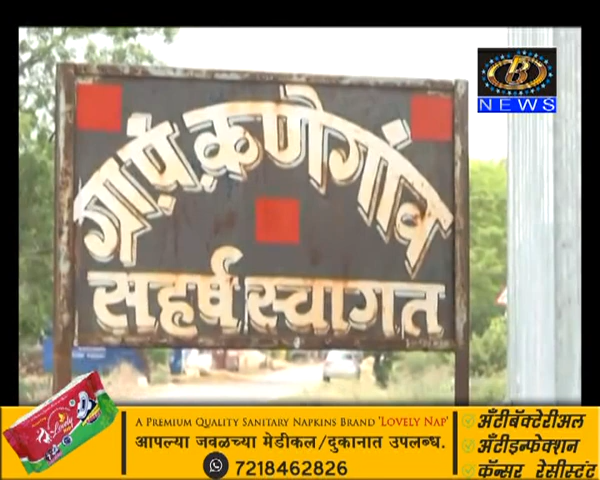 B
NEWS
ग्रा.पं.कणेगांव
सहर्ष स्वागत
Lovely
A PREMIUM QUALITY SANITARY NAPKINS BRAND 'LOVELY NAP'
आपल्या जवळच्या मेडीकल/दुकानात उपलब्ध.
7218462826
अँटीबॅक्टेरीअल
अँटीइन्फेक्शन
कॅन्सर रेसीस्टंट